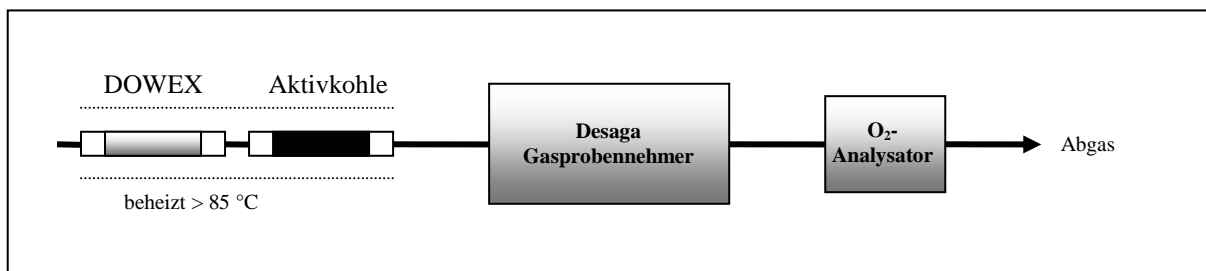 DOWEX
Aktivkohle
beheizt > 85 °C
Desaga
Gasprobennehmer
O₂-
Analysator
Abgas